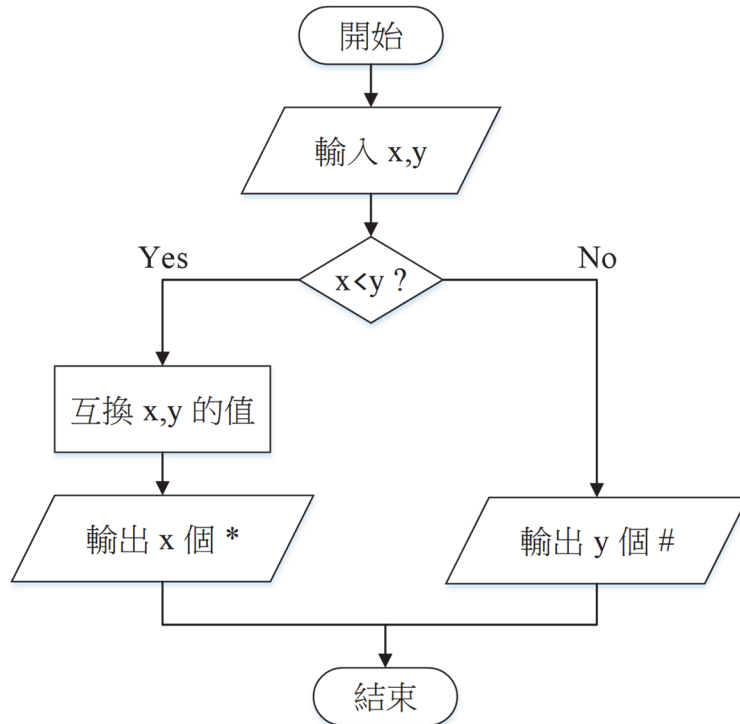 開始
輸入 x,y
Yes
x<y ?
No
互換 x,y 的值
輸出 x 個 *
輸出 y 個 #
結束